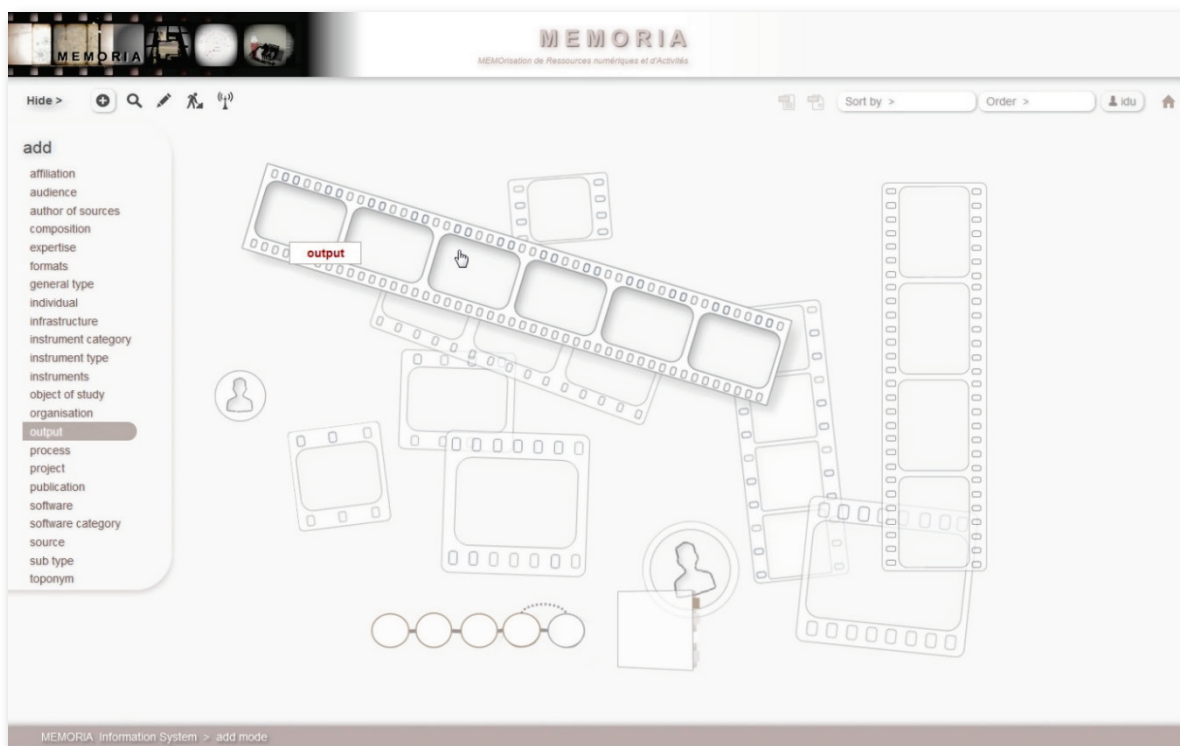 MEMORIA
MEMORIA
MEMOrisation de Ressources numériques et d'Activités
Hide >
Sort by >
Order >
idu
add
affiliation
audience
author of sources
composition
expertise
formats
general type
individual
infrastructure
instrument category
instrument type
instruments
object of study
organisation
output
process
project
publication
software
software category
source
sub type
toponym
output
MEMORIA Information System > add mode